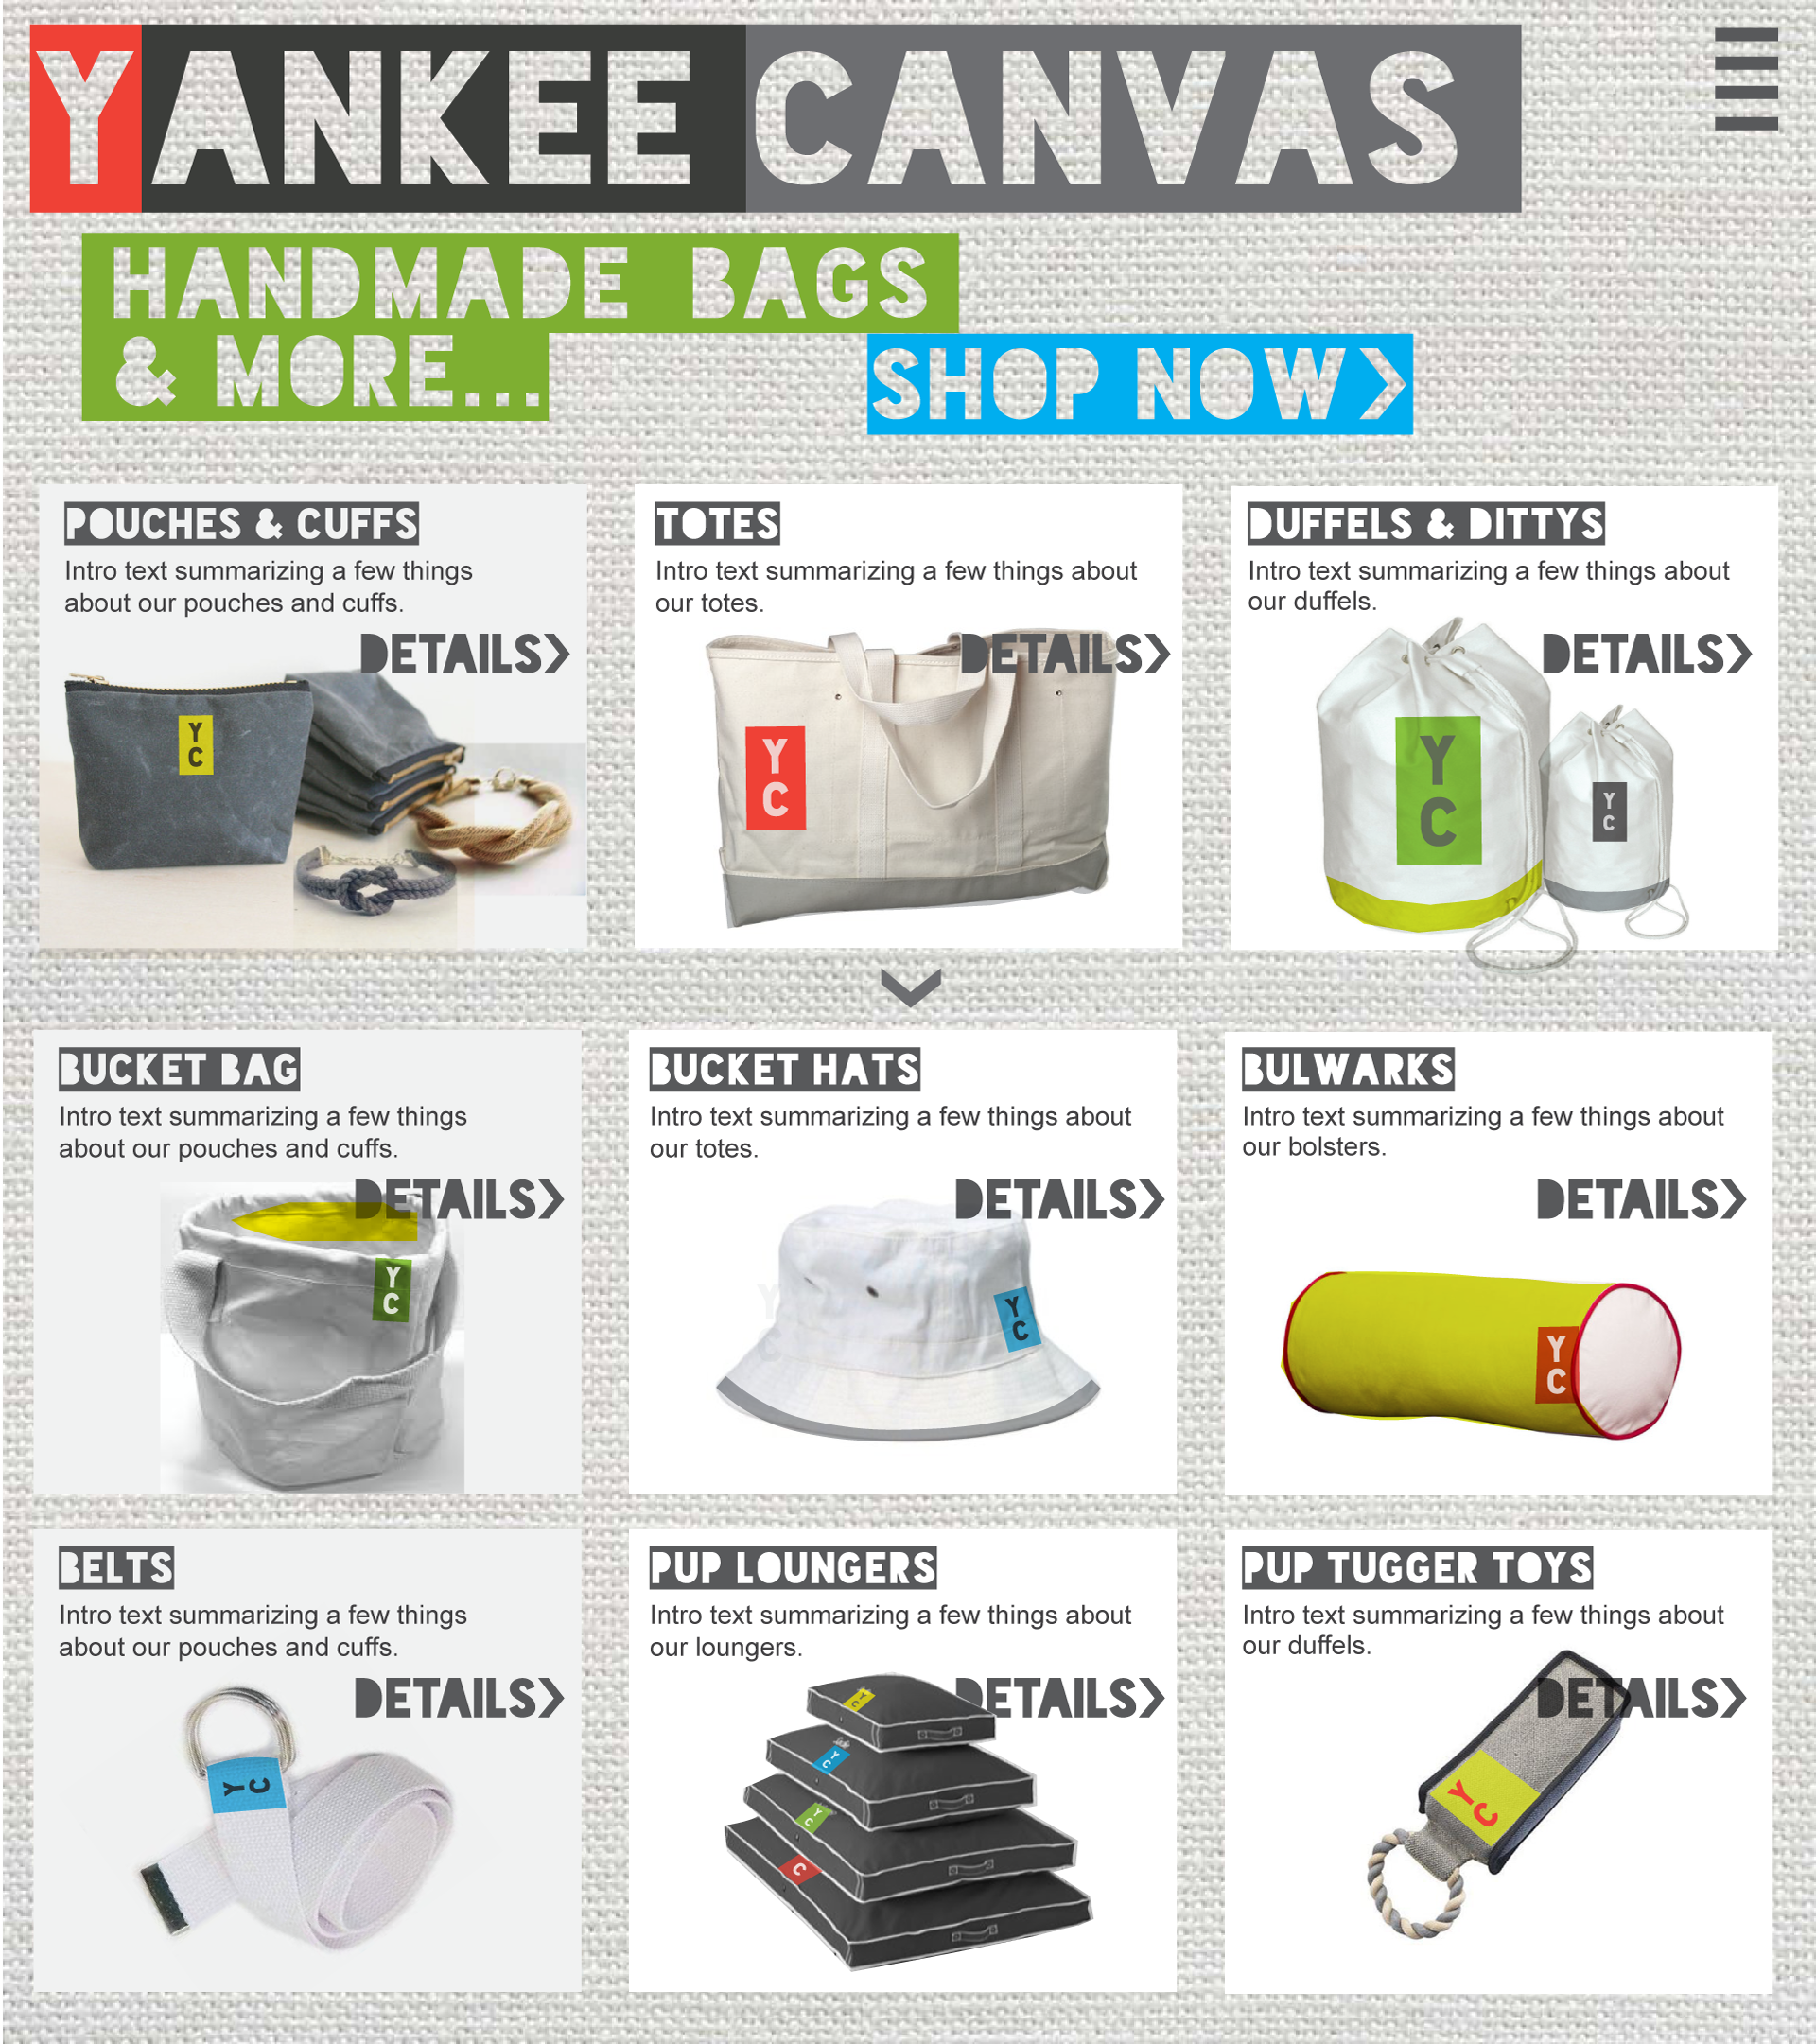 YANKEE CANVAS
HANDMADE BAGS
& MORE...
SHOP NOW>
POUCHES & CUFFS
Intro text summarizing a few things
about our pouches and cuffs.
DETAILS>
Y
C
TOTES
Intro text summarizing a few things about
our totes.
DETAILS>
Y
C
DUFFELS & DITTYS
Intro text summarizing a few things about
our duffels.
DETAILS>
Y
C
Y
C
BUCKET BAG
Intro text summarizing a few things
about our pouches and cuffs.
DETAILS>
Y
C
BUCKET HATS
Intro text summarizing a few things about
our totes.
DETAILS>
Y
C
BULWARKS
Intro text summarizing a few things about
our bolsters.
DETAILS>
Y
C
BELTS
Intro text summarizing a few things
about our pouches and cuffs.
DETAILS>
Y
C
PUP LOUNGERS
Intro text summarizing a few things about
our loungers.
DETAILS>
Y
C
Y
C
Y
C
C
PUP TUGGER TOYS
Intro text summarizing a few things about
our duffels.
DETAILS>
Y
C